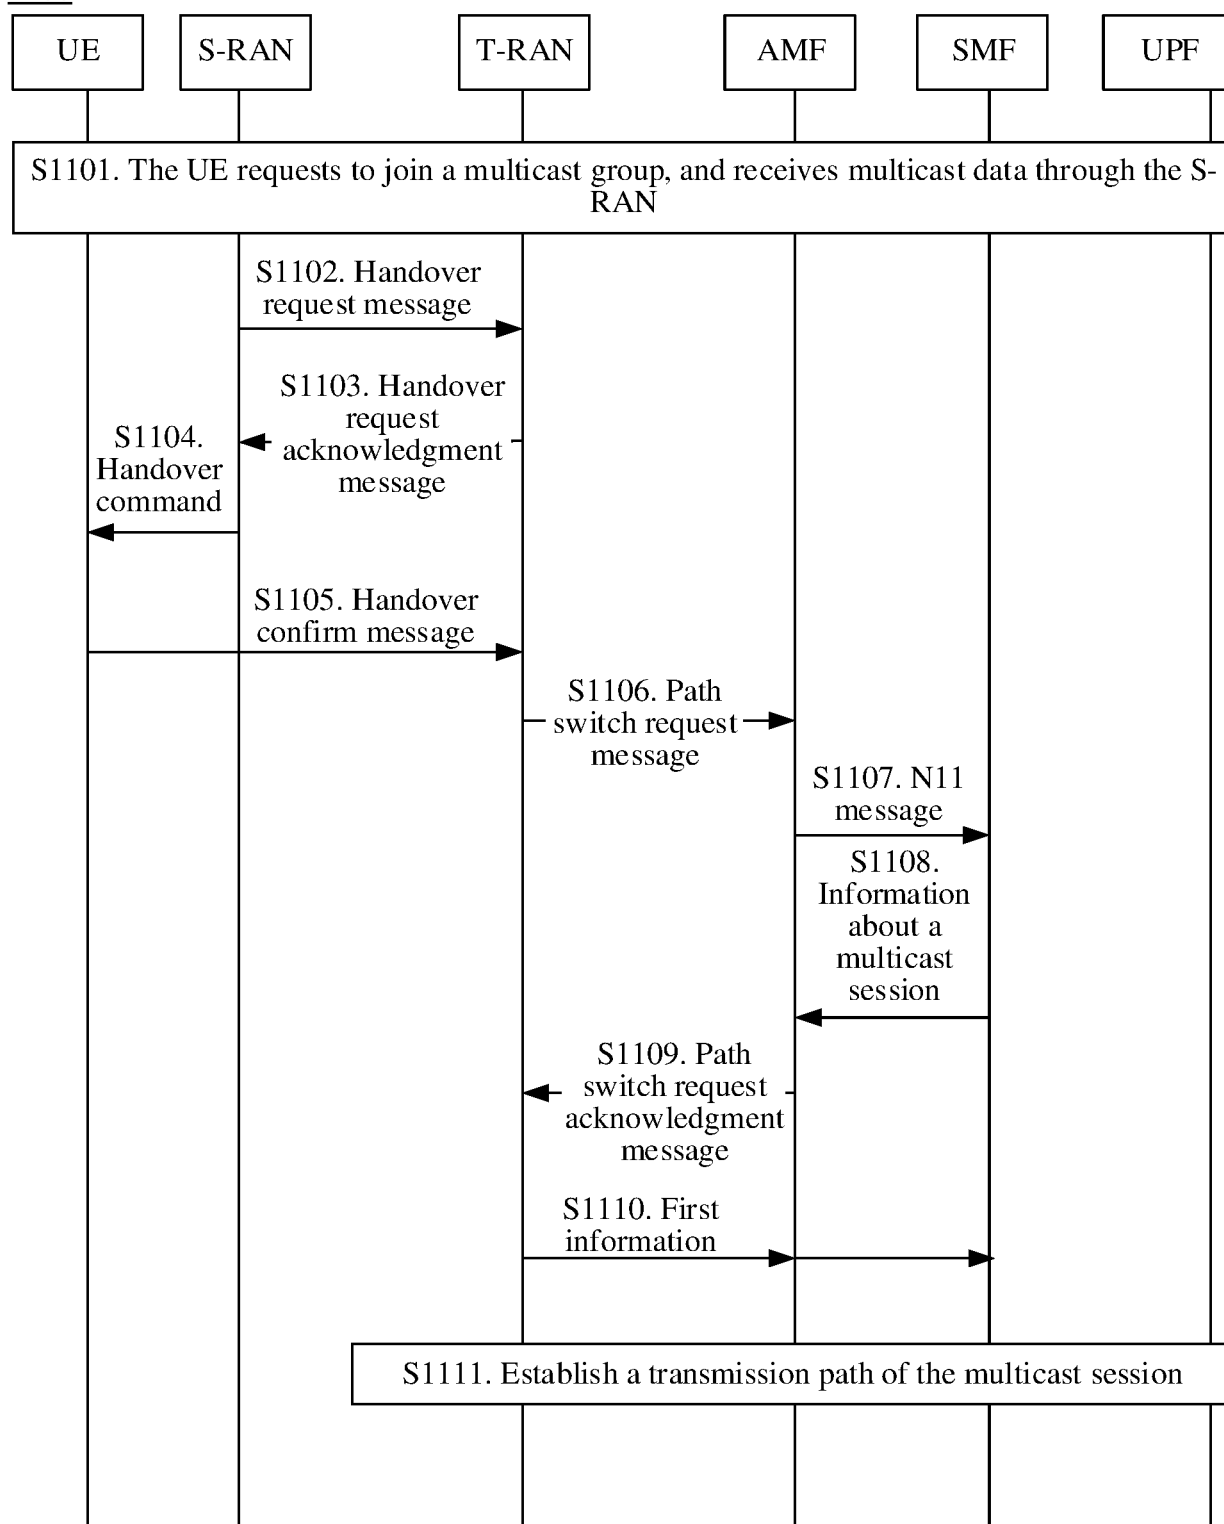 UE
S-RAN
T-RAN
AMF
SMF
UPF
S1101. The UE requests to join a multicast group, and receives multicast data through the S-
RAN
S1102. Handover
request message
S1103. Handover
request
acknowledgment
message
S1104.
Handover
command
S1105. Handover
confirm message
S1106. Path
switch request
message
S1107. N11
message
S1108.
Information
about a
multicast
session
S1109. Path
switch request
acknowledgment
message
S1110. First
information
S1111. Establish a transmission path of the multicast session